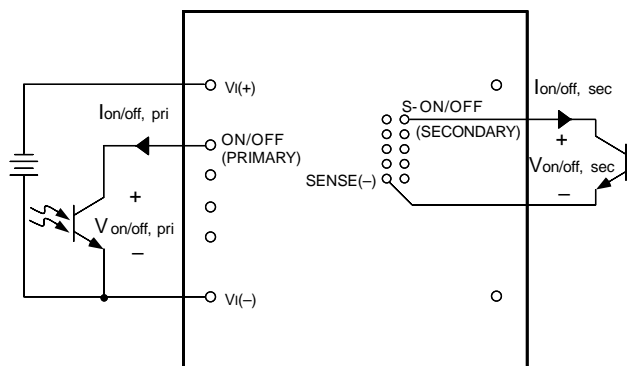 VI(+)
Ion/off, pri
ON/OFF
(PRIMARY)
+
Von/off, pri
–
VI(–)
S-ON/OFF
(SECONDARY)
SENSE(–)
Ion/off, sec
+
Von/off, sec
–